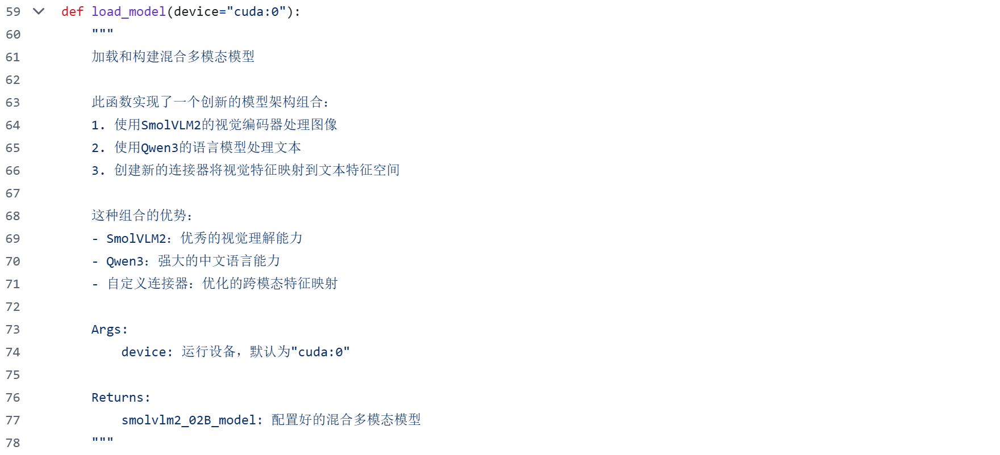 59 def load_model(device="cuda:0"):
60 """
61 加载和构建混合多模态模型
62
63 此函数实现了一个创新的模型架构组合：
64 1. 使用SmolVLM2的视觉编码器处理图像
65 2. 使用Qwen3的语言模型处理文本
66 3. 创建新的连接器将视觉特征映射到文本特征空间
67
68 这种组合的优势：
69 - SmolVLM2：优秀的视觉理解能力
70 - Qwen3：强大的中文语言能力
71 - 自定义连接器：优化的跨模态特征映射
72
73 Args:
74 device: 运行设备，默认为"cuda:0"
75
76 Returns:
77 smolvlm2_02B_model: 配置好的混合多模态模型
78 """